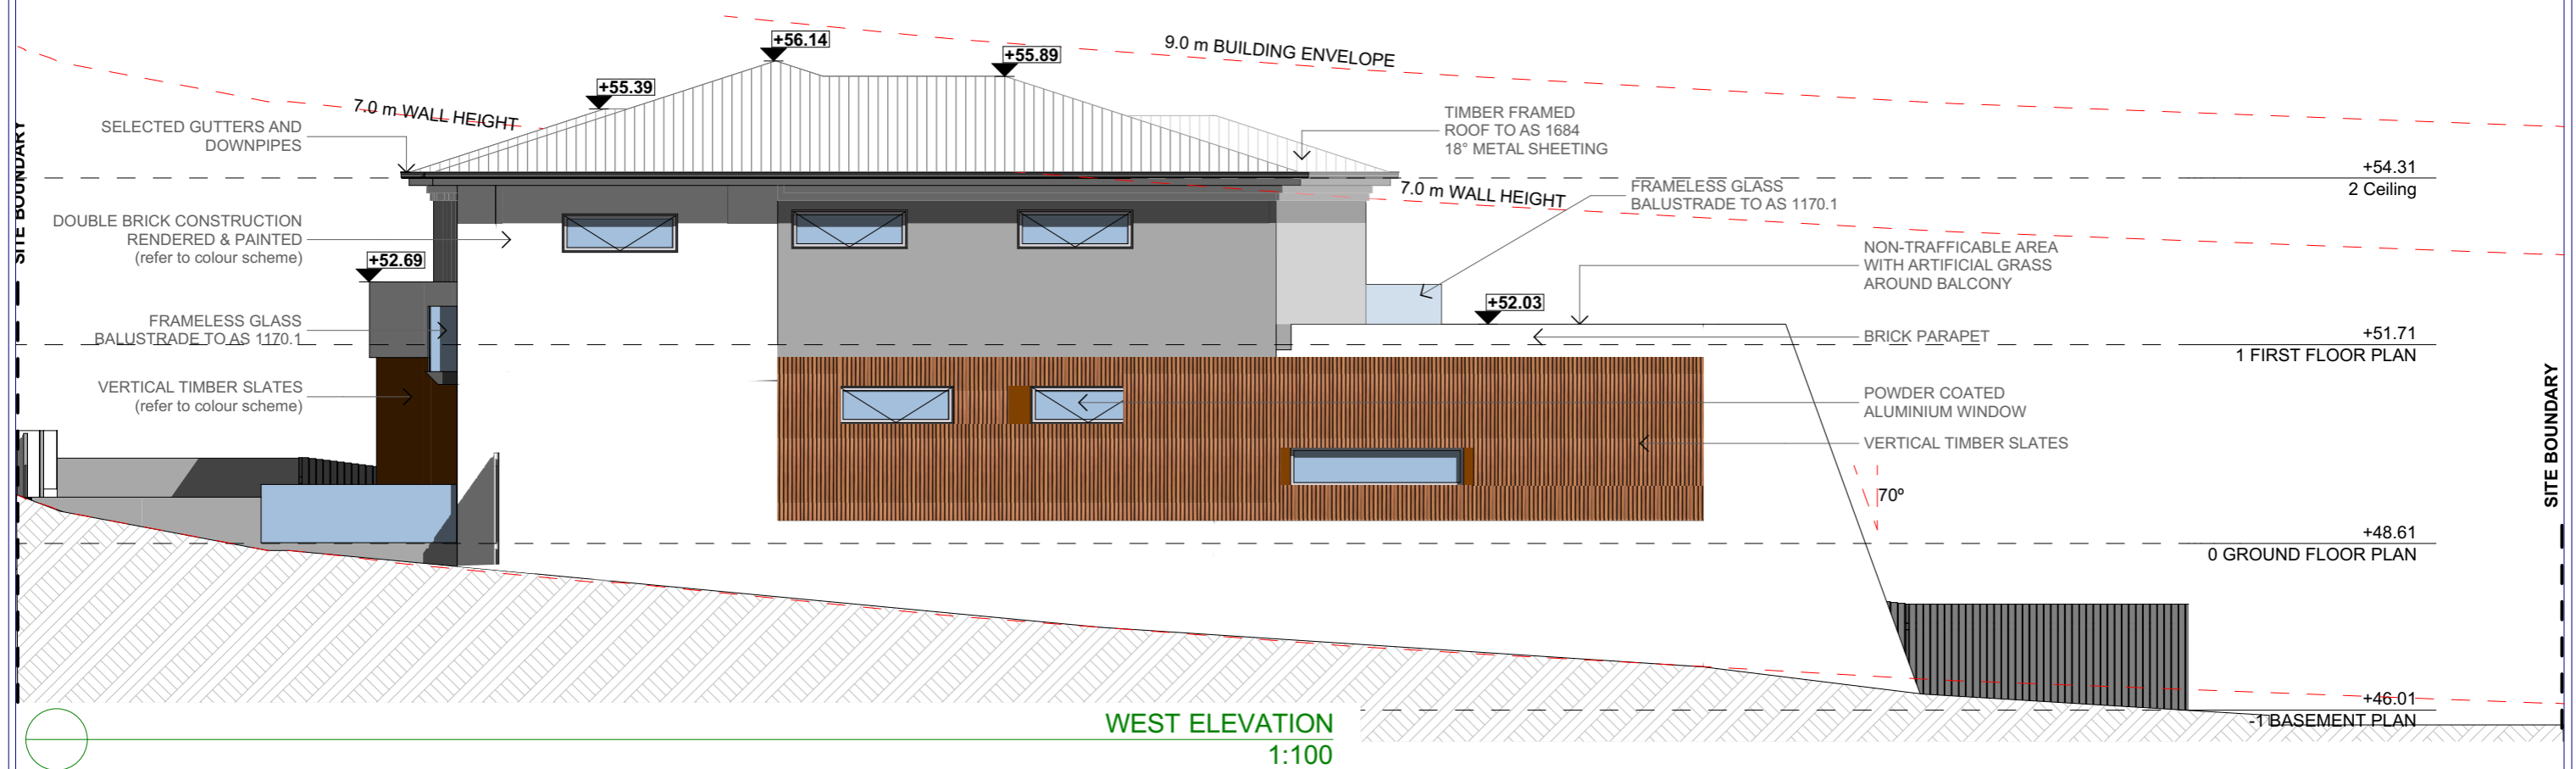 +56.14
+55.89
9.0 m BUILDING ENVELOPE
+55.39
7.0 m WALL HEIGHT
SELECTED GUTTERS AND
DOWNPIPES
TIMBER FRAMED
ROOF TO AS 1684
18° METAL SHEETING
SITE BOUNDARY
+54.31
2 Ceiling
7.0 m WALL HEIGHT
FRAMELESS GLASS
BALUSTRADE TO AS 1170.1
DOUBLE BRICK CONSTRUCTION
RENDERED & PAINTED
(refer to colour scheme)
+52.69
NON-TRAFFICABLE AREA
WITH ARTIFICIAL GRASS
AROUND BALCONY
+52.03
FRAMELESS GLASS
BALUSTRADE TO AS 1170.1
BRICK PARAPET
+51.71
1 FIRST FLOOR PLAN
VERTICAL TIMBER SLATES
(refer to colour scheme)
POWDER COATED
ALUMINIUM WINDOW
VERTICAL TIMBER SLATES
SITE BOUNDARY
70º
+48.61
0 GROUND FLOOR PLAN
+46.01
-1 BASEMENT PLAN
WEST ELEVATION
1:100